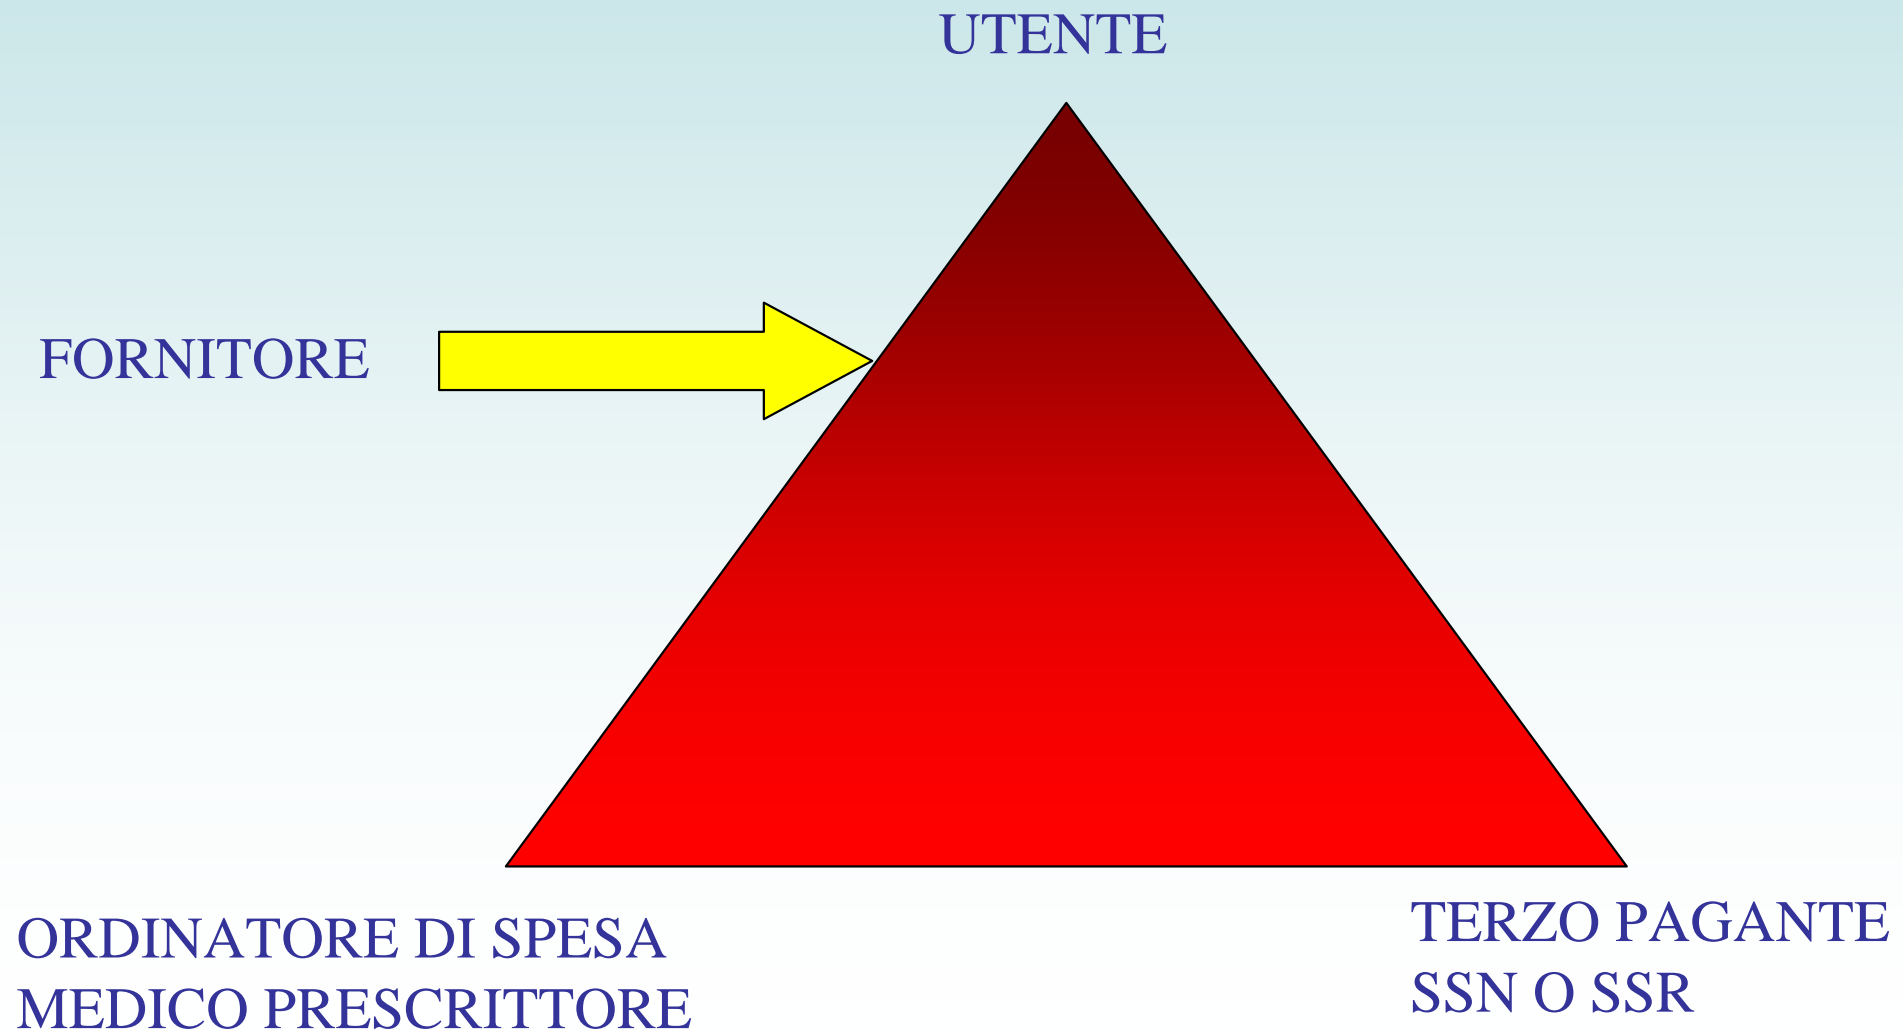 UTENTE
FORNITORE
ORDINATORE DI SPESA
MEDICO PRESCRITTORE
TERZO PAGANTE
SSN O SSR